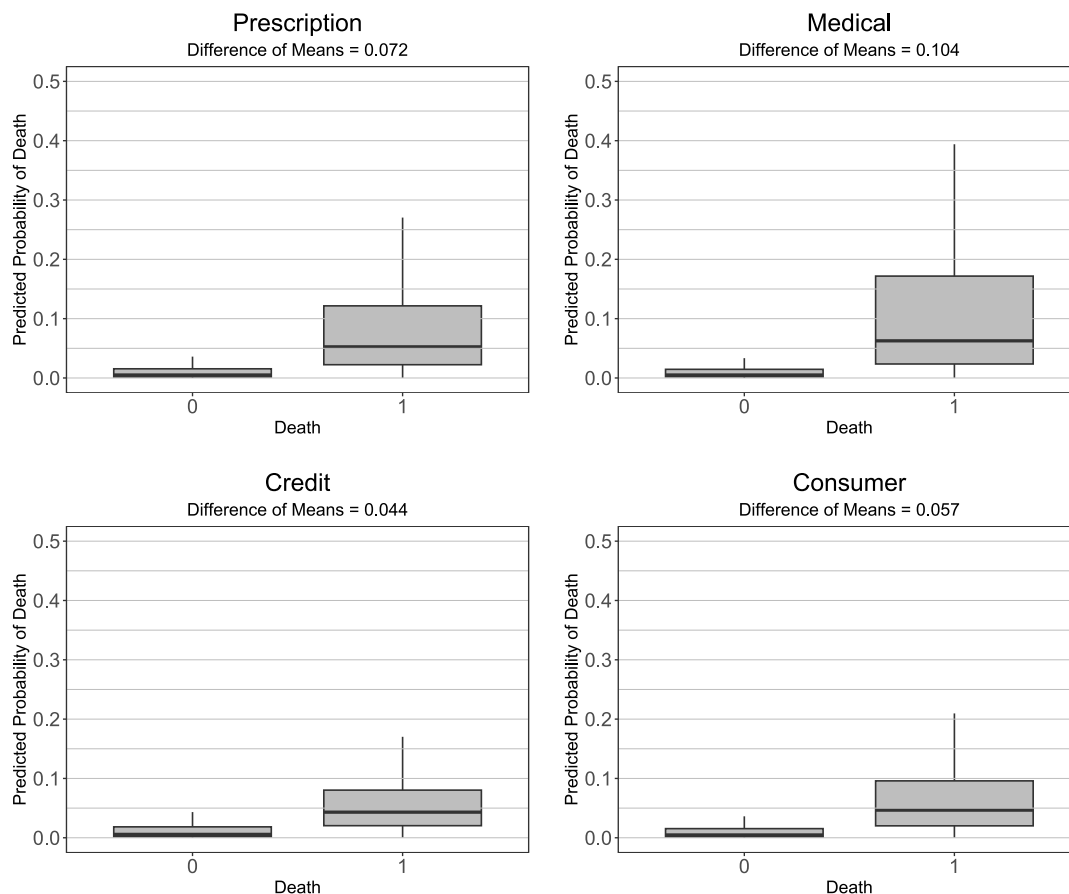 Prescription
Difference of Means = 0.072
Predicted Probability of Death
0.5
0.4
0.3
0.2
0.1
0.0
0 1
Death
Medical
Difference of Means = 0.104
Predicted Probability of Death
0.5
0.4
0.3
0.2
0.1
0.0
0 1
Death
Credit
Difference of Means = 0.044
Predicted Probability of Death
0.5
0.4
0.3
0.2
0.1
0.0
0 1
Death
Consumer
Difference of Means = 0.057
Predicted Probability of Death
0.5
0.4
0.3
0.2
0.1
0.0
0 1
Death